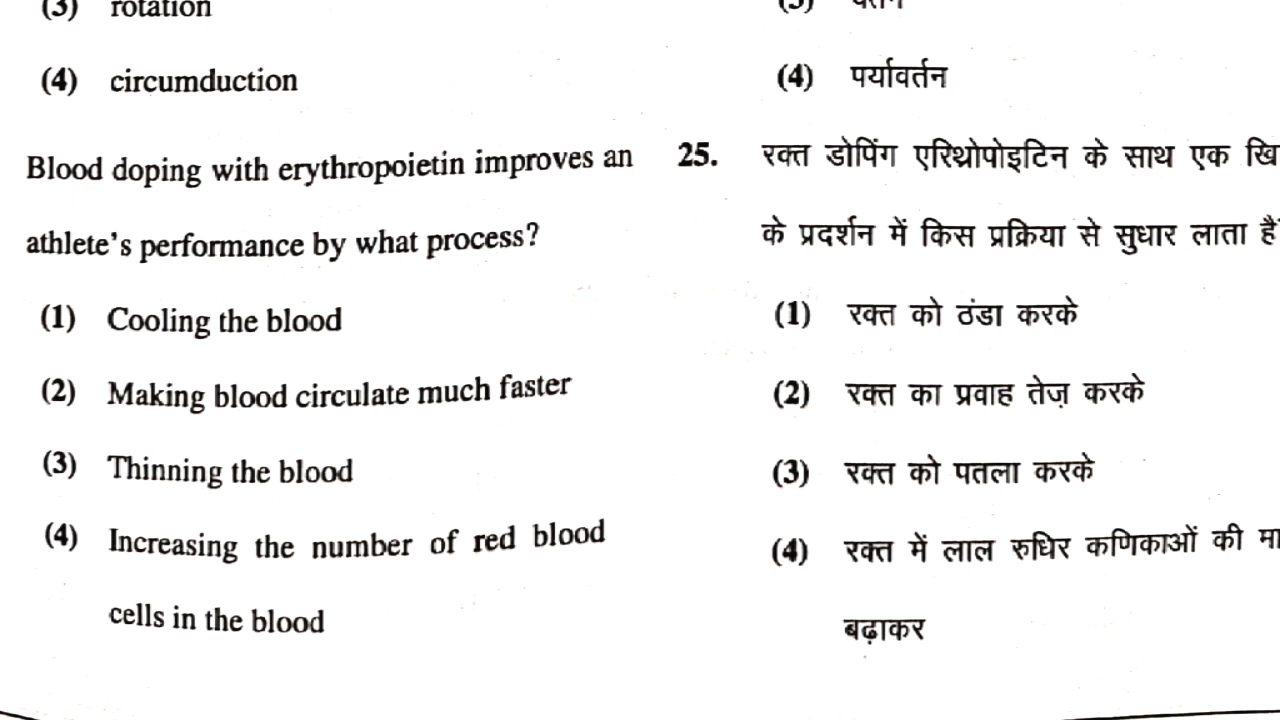 (3) rotation
(4) circumduction
Blood doping with erythropoietin improves an
athlete's performance by what process?
(1) Cooling the blood
(2) Making blood circulate much faster
(3) Thinning the blood
(4) Increasing the number of red blood
cells in the blood
(4) पर्यावर्तन
25. रक्त डोपिंग एरिथ्रोपोइटिन के साथ एक
के प्रदर्शन में किस प्रक्रिया से सुधार लाता है
(1) रक्त को ठंडा करके
(2) रक्त का प्रवाह तेज़ करके
(3) रक्त को पतला करके
(4) रक्त में लाल रुधिर कणिकाओं की
बढ़ाकर